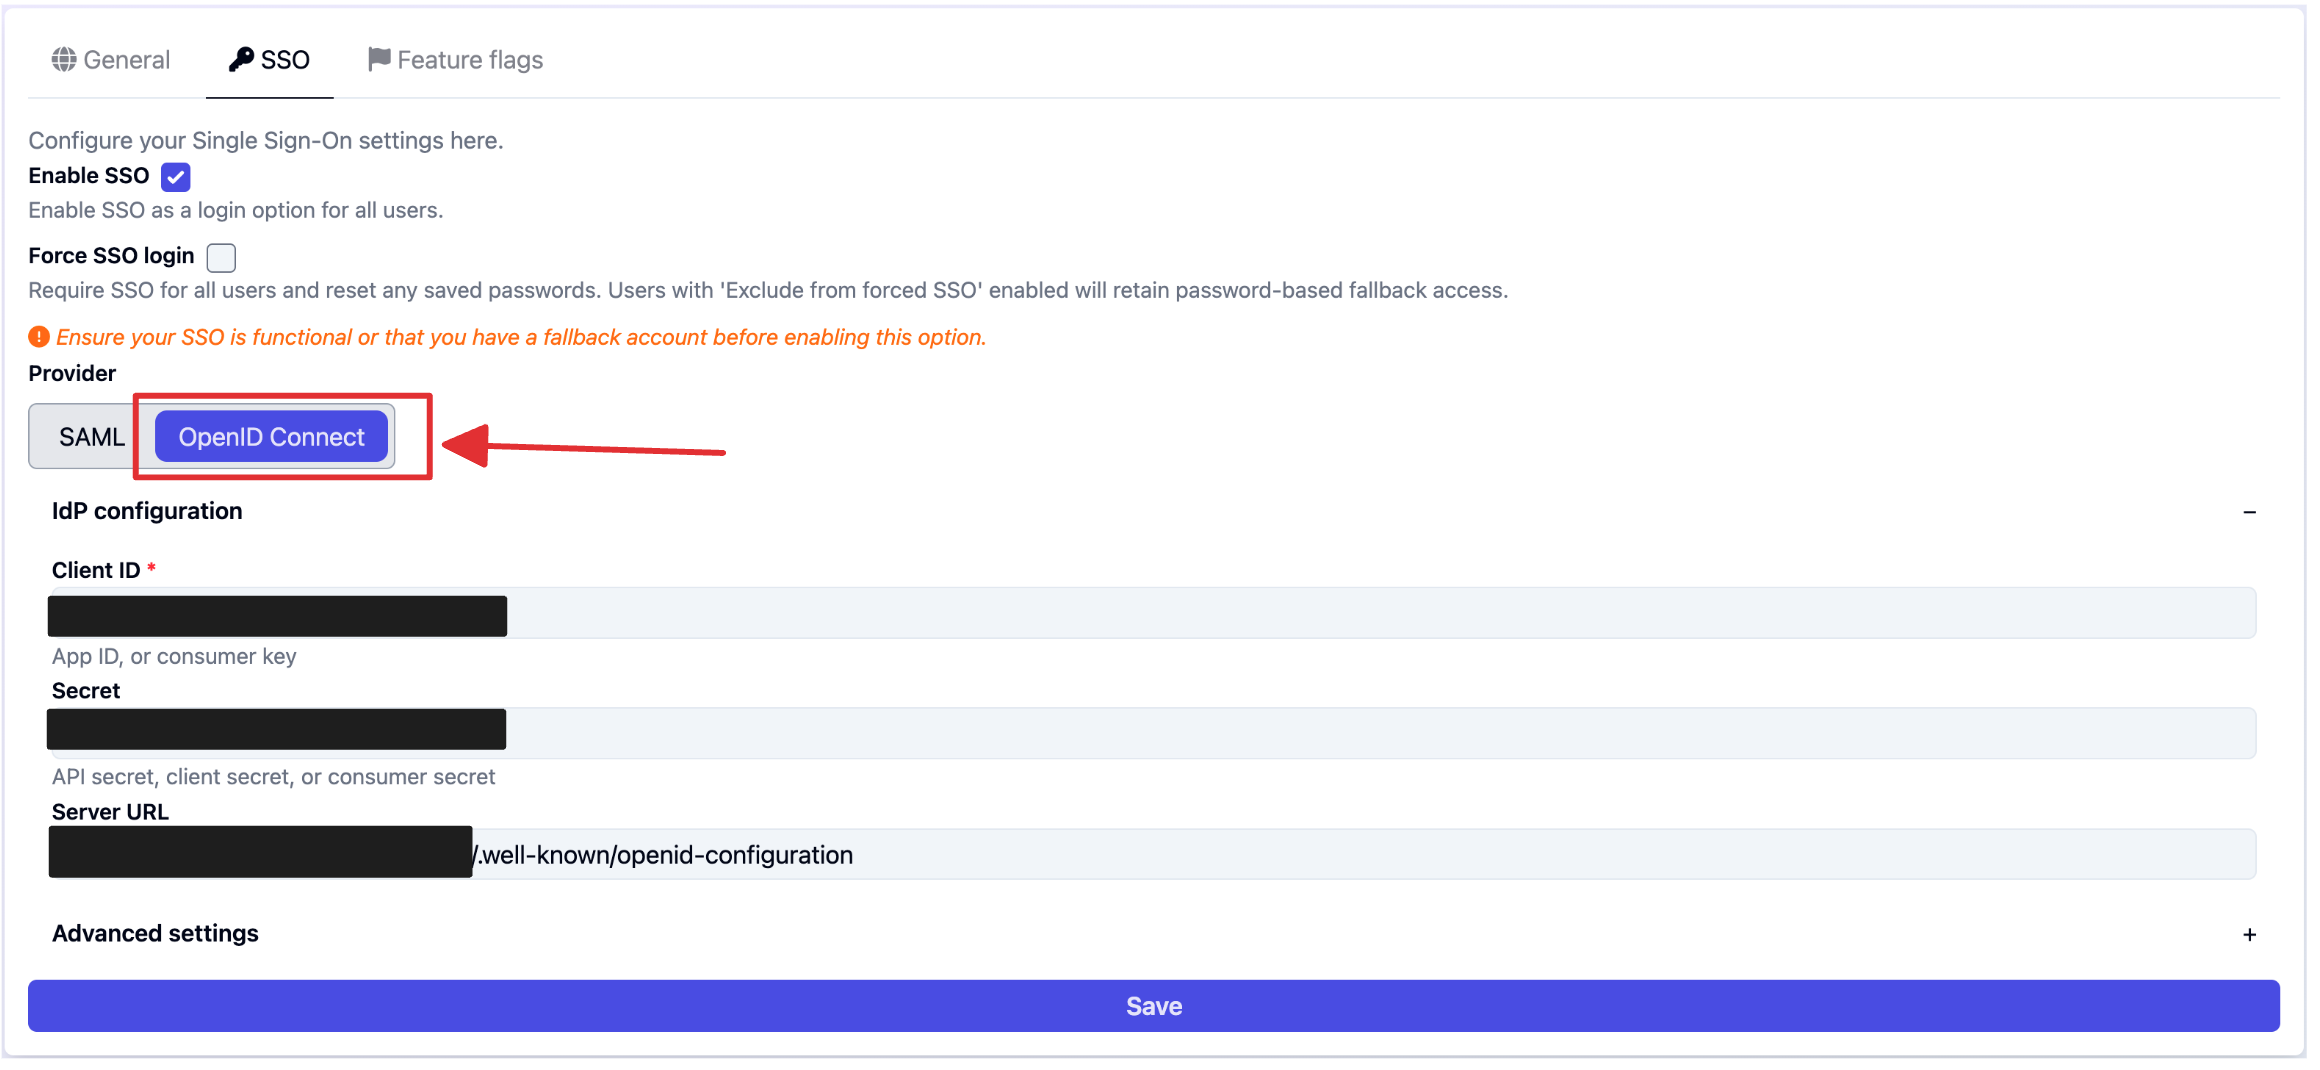 General SSO Feature flags
Configure your Single Sign-On settings here.
Enable SSO
Enable SSO as a login option for all users.
Force SSO login
Require SSO for all users and reset any saved passwords. Users with 'Exclude from forced SSO' enabled will retain password-based fallback access.
Ensure your SSO is functional or that you have a fallback account before enabling this option.
Provider
SAML OpenID Connect
IdP configuration
Client ID *
App ID, or consumer key
Secret
API secret, client secret, or consumer secret
Server URL
/.well-known/openid-configuration
Advanced settings
Save